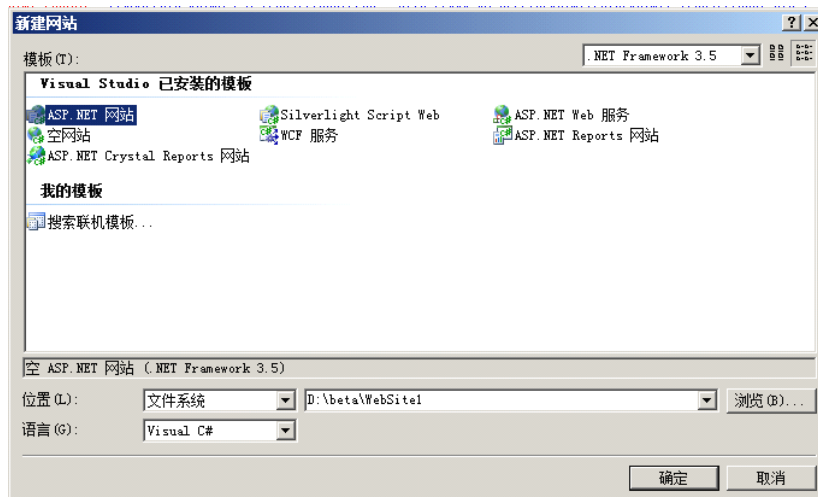 新建网站
模板(T):
.NET Framework 3.5
Visual Studio 已安装的模板
ASP.NET 网站
Silverlight Script Web
ASP.NET Web 服务
空网站
WCF 服务
ASP.NET Reports 网站
ASP.NET Crystal Reports 网站
我的模板
搜索联机模板...
空 ASP.NET 网站 (.NET Framework 3.5)
位置(L):
文件系统
D:\beta\WebSite1
浏览(B)...
语言(G):
Visual C#
确定
取消